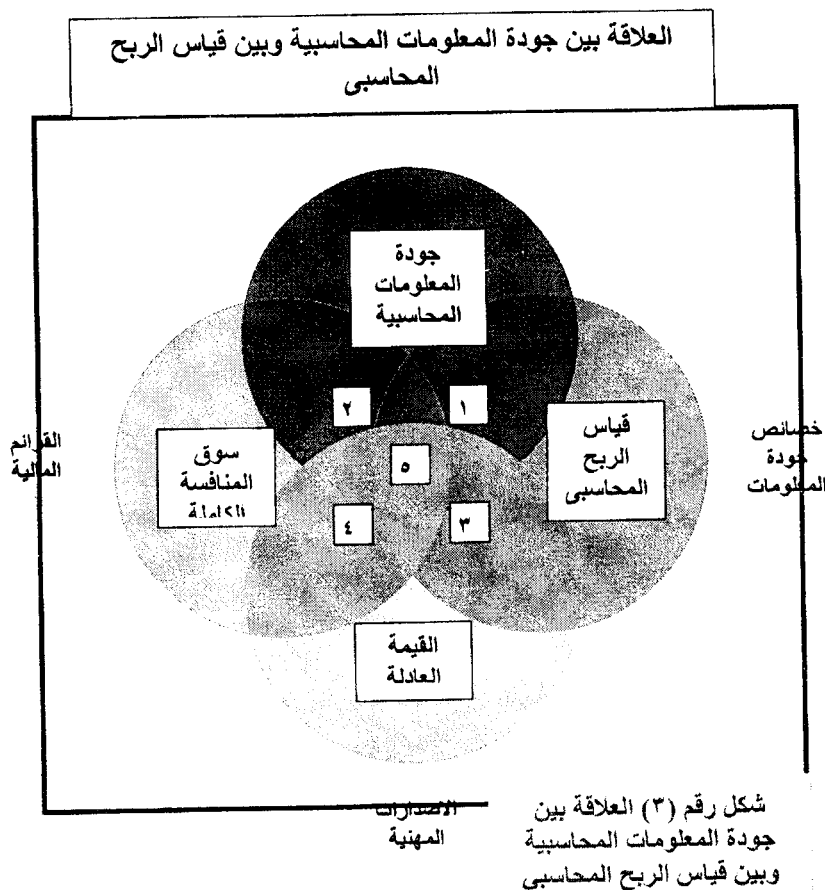 العلاقة بين جودة المعلومات المحاسبية وبين قياس الربح
المحاسبى
جودة
المعلومات
المحاسبية
٢
١
القوائم
المالية
سوق
المنافسة
الكاملة
قياس
الربح
المحاسبى
خصائص
جودة
المعلومات
٥
٤
٣
القيمة
العادلة
الاصدارات
المهنية
شكل رقم (٣) العلاقة بين
جودة المعلومات المحاسبية
وبين قياس الربح المحاسبى